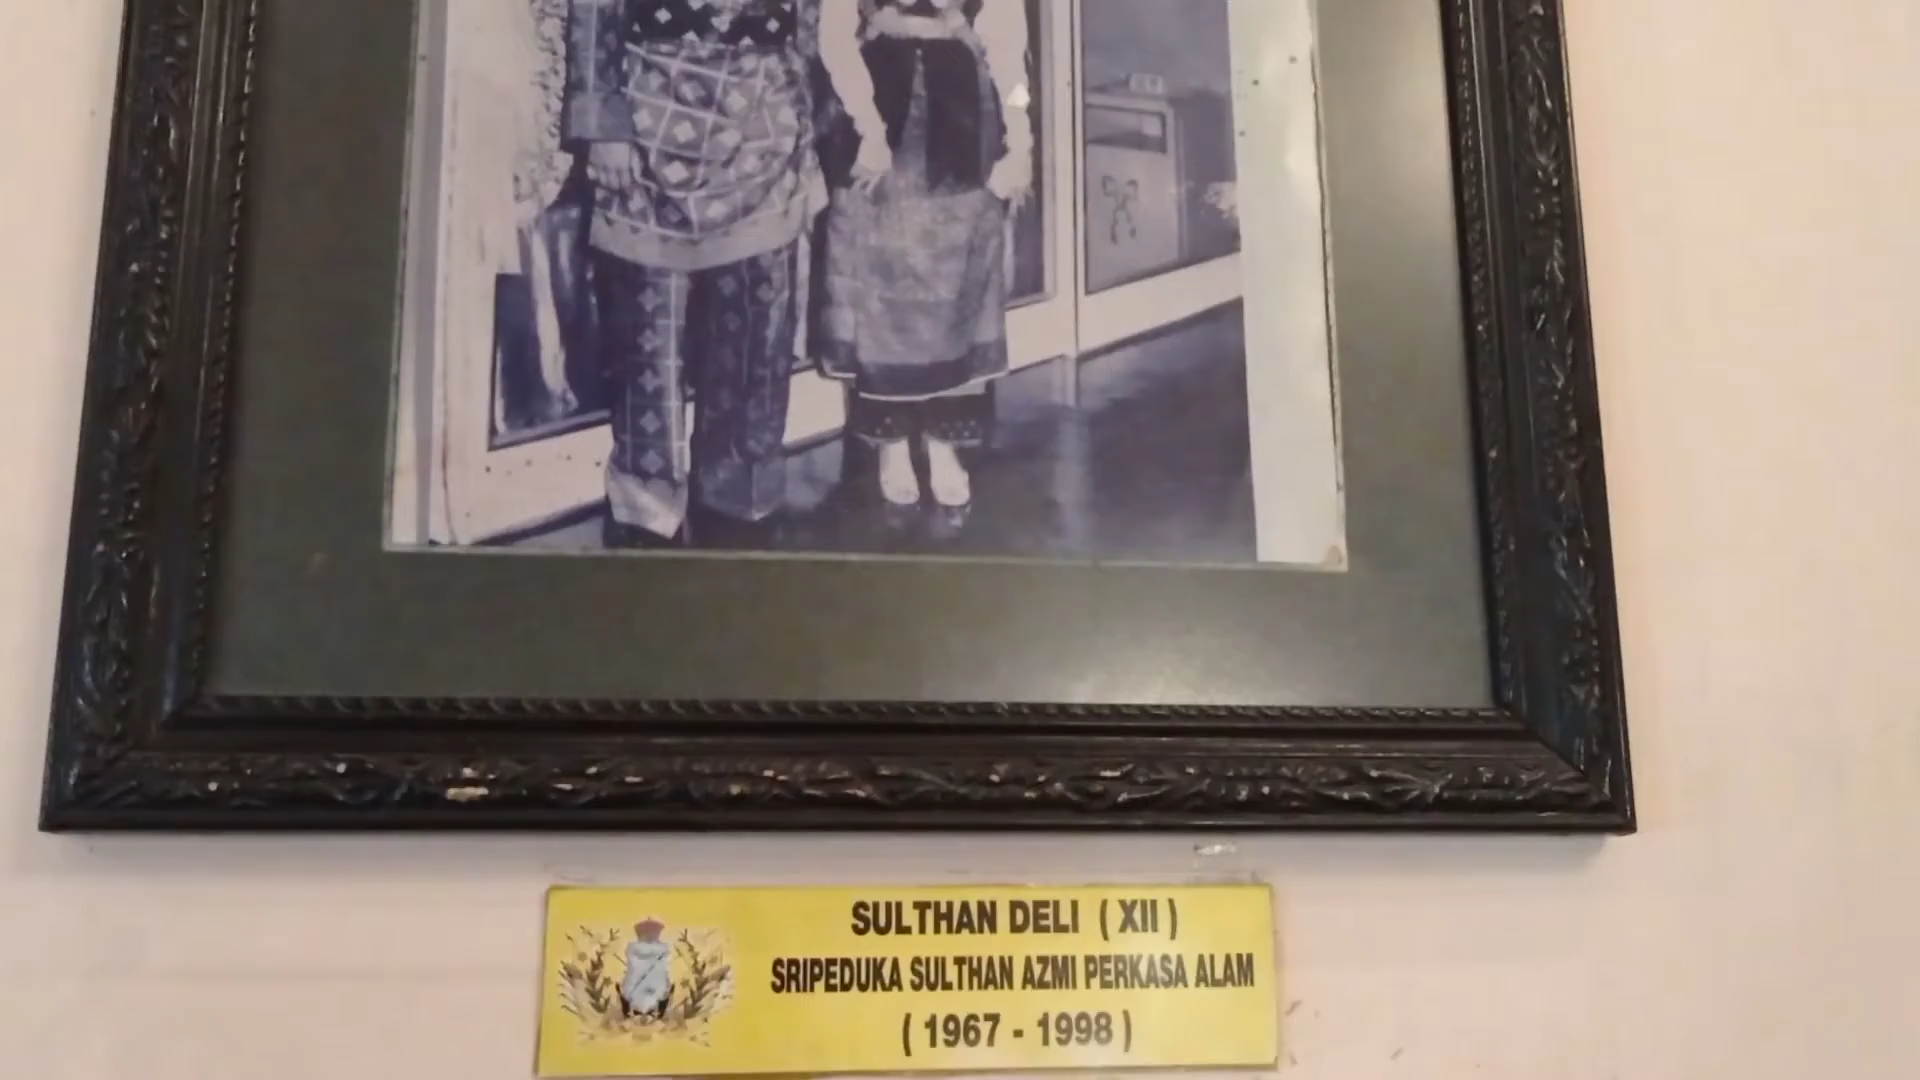 SULTHAN DELI ( XII )
SRIPEDUKA SULTHAN AZMI PERKASA ALAM
( 1967 - 1998 )